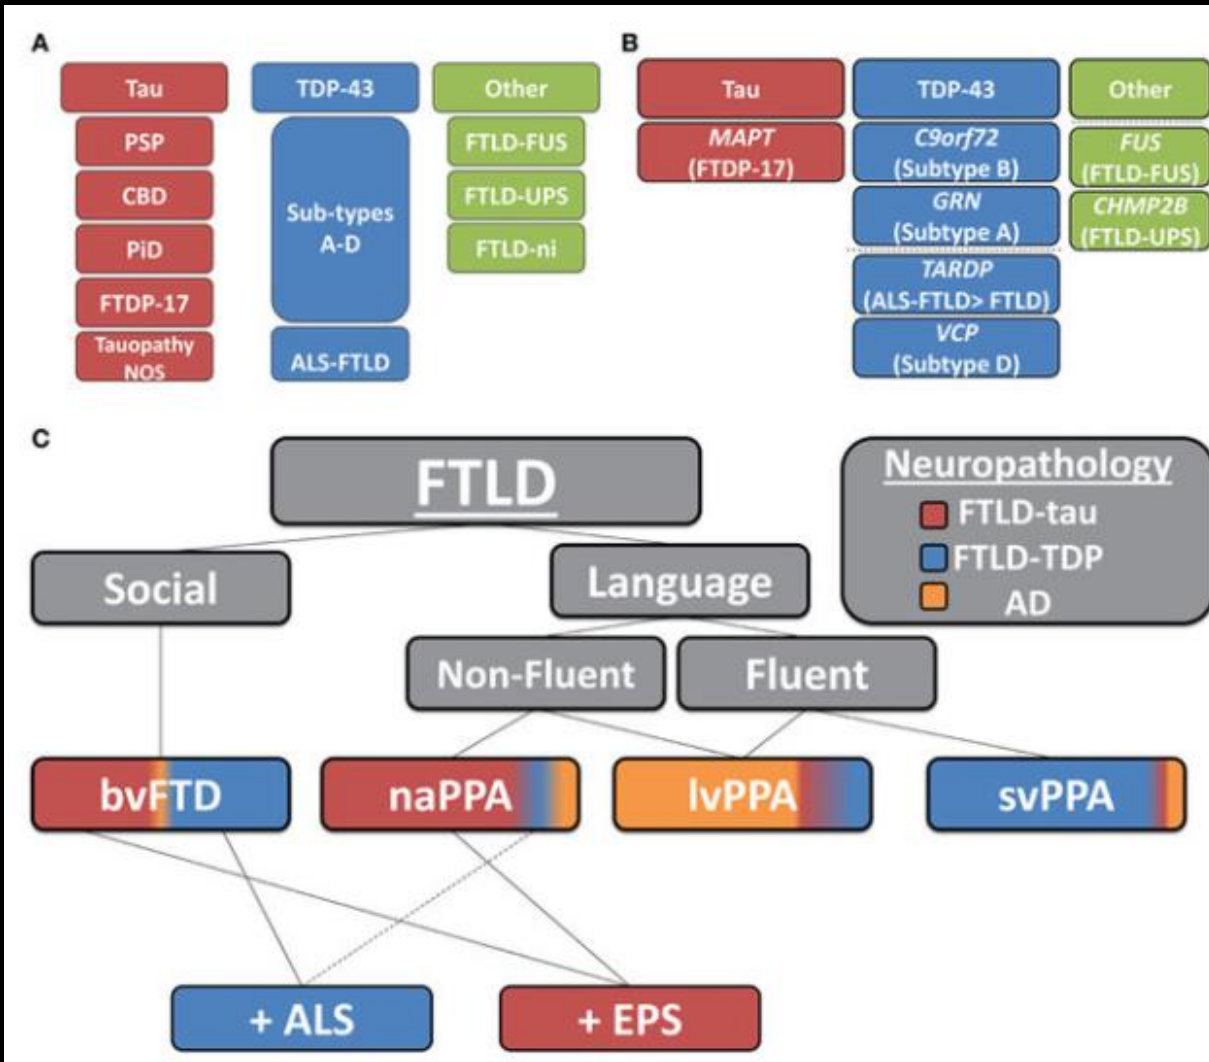 A
Tau
TDP-43
Other
PSP
CBD
PiD
FTDP-17
Tauopathy
NOS
Sub-types
A-D
ALS-FTLD
FTLD-FUS
FTLD-UPS
FTLD-ni
B
Tau
TDP-43
Other
MAPT
(FTDP-17)
C9orf72
(Subtype B)
GRN
(Subtype A)
TARDP
(ALS-FTLD> FTLD)
VCP
(Subtype D)
FUS
(FTLD-FUS)
CHMP2B
(FTLD-UPS)
C
FTLD
Neuropathology
FTLD-tau
FTLD-TDP
AD
Social
Language
Non-Fluent
Fluent
bvFTD
naPPA
lvPPA
svPPA
+ ALS
+ EPS